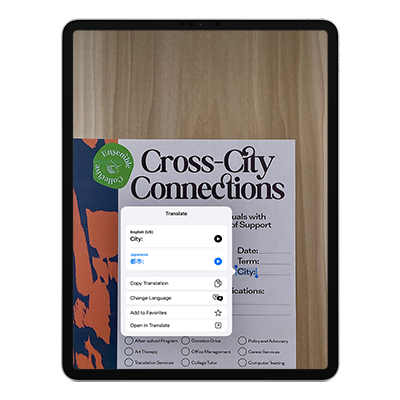 Ensemble
Collective
Cross-City
Connections
Translate
English (US)
City:
Japanese
都市:
Copy Translation
Change Language
Add to Favorites
Open in Translate
uals with
of Support
Date:
Term:
City:
ications:
After-school Program
Donation Drive
Policy and Advocacy
Art Therapy
Office Management
Career Services
Translation Services
College Tutor
Computer Training